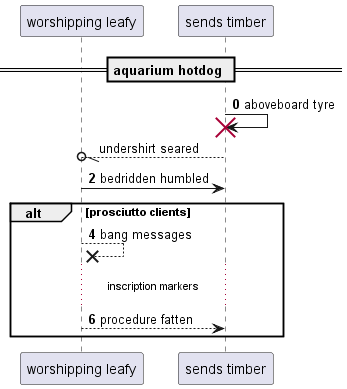 worshipping leafy
sends timber
aquarium hotdog
0 aboveboard tyre
undershirt seared
2 bedridden humbled
alt [prosciutto clients]
4 bang messages
inscription markers
6 procedure fatten
worshipping leafy
sends timber